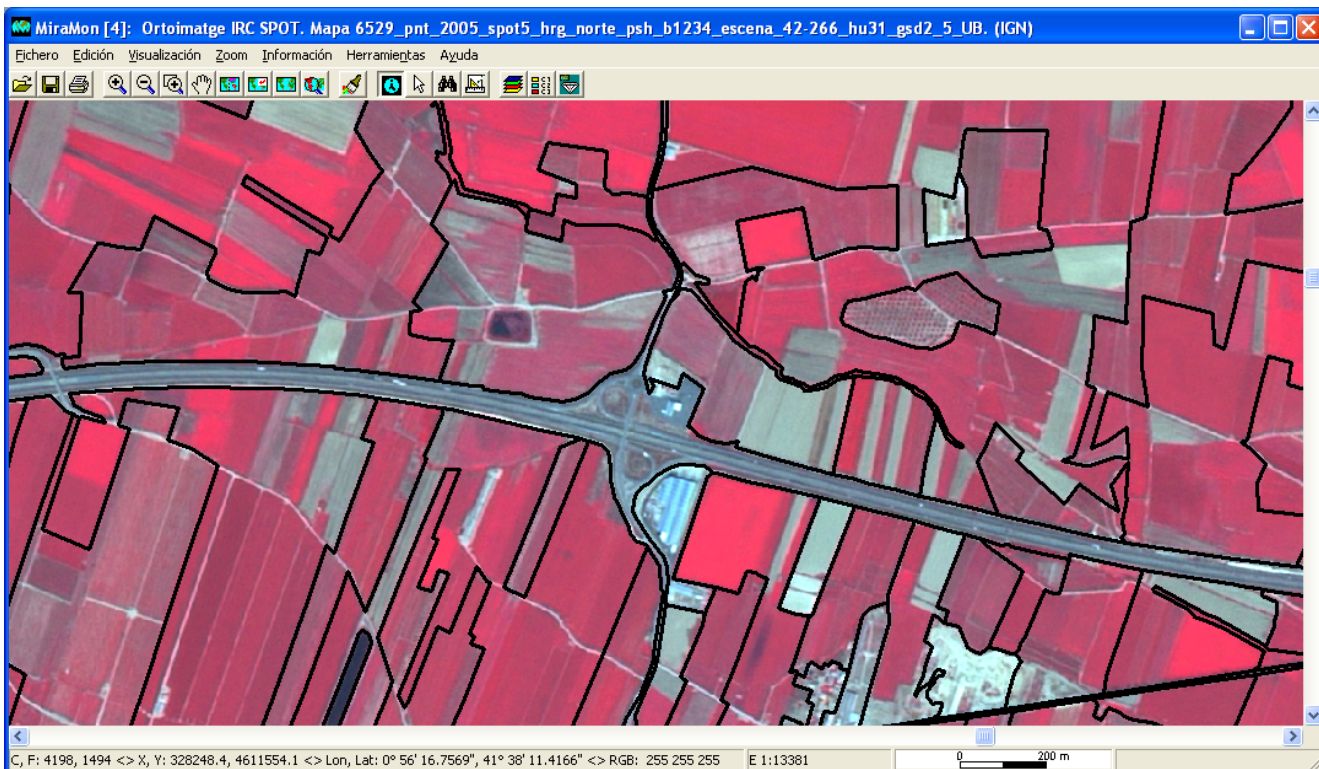 MiraMon [4]: Ortoimatge IRC SPOT. Mapa 6529_pnt_2005_spot5_hrg_norte_psh_b1234_escena_42-266_hu31_gsd2_5_UB. (IGN)
Fichero Edición Visualización Zoom Información Herramientas Ayuda
C, F: 4198, 1494 <> X, Y: 328248.4, 4611554.1 <> Lon, Lat: 0° 56' 16.7569", 41° 38' 11.4166" <> RGB: 255 255 255 E 1:13381 0 200 m